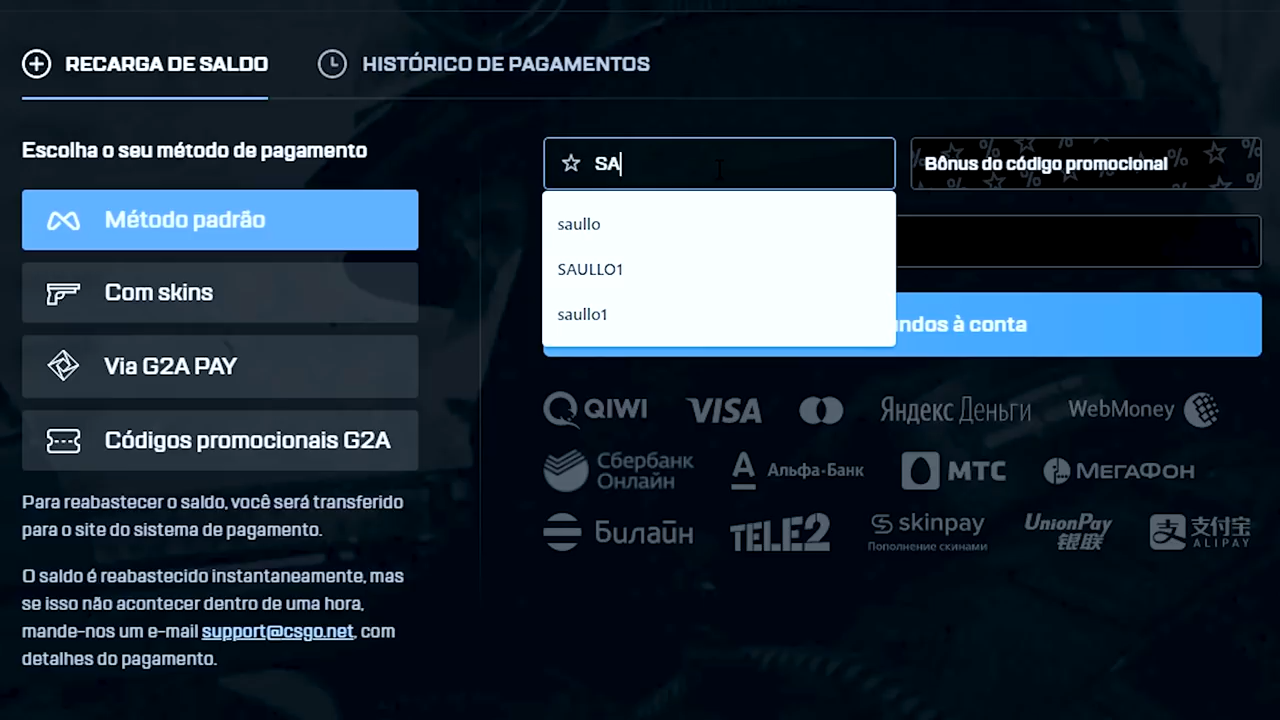 RECARGA DE SALDO
HISTÓRICO DE PAGAMENTOS
Escolha o seu método de pagamento
Método padrão
Com skins
Via G2A PAY
Códigos promocionais G2A
Para reabastecer o saldo, você será transferido
para o site do sistema de pagamento.
O saldo é reabastecido instantaneamente, mas
se isso não acontecer dentro de uma hora,
mande-nos um e-mail support@csgo.net, com
detalhes do pagamento.
SA
Bônus do código promocional
saullo
SAULLO1
saullo1
ndos à conta
QIWI
VISA
Яндекс Деньги
WebMoney
Сбербанк
Онлайн
А Альфа·Банк
МТС
МЕГАФОН
Билайн
TELE2
skinpay
Пополнение скинами
UnionPay
银联
支 支付宝
ALIPAY